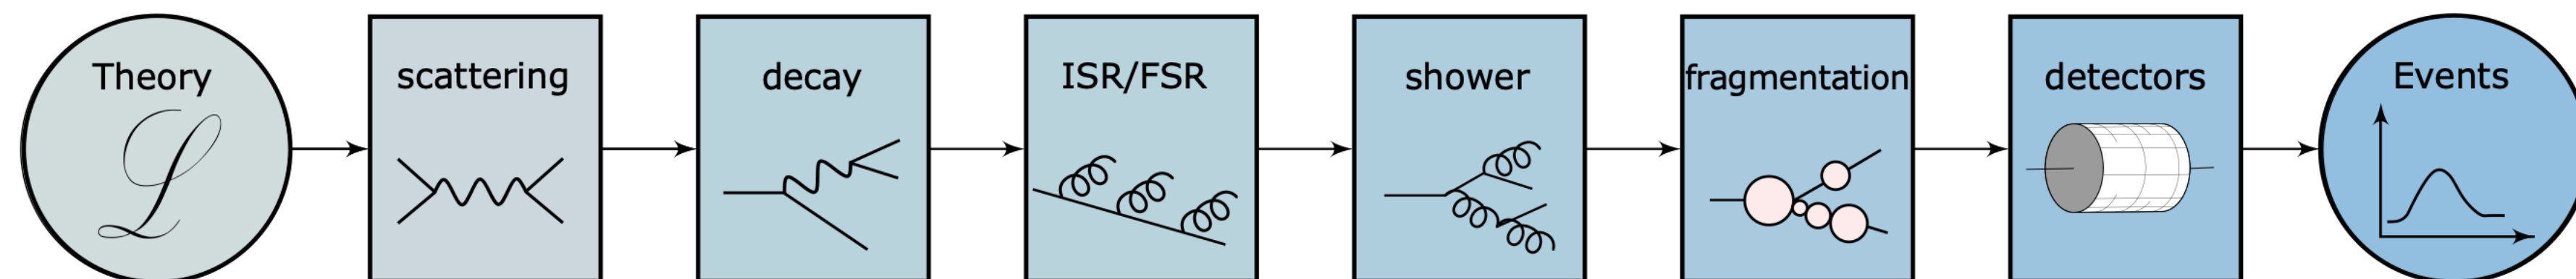 Theory
ℒ
scattering
decay
ISR/FSR
shower
fragmentation
detectors
Events